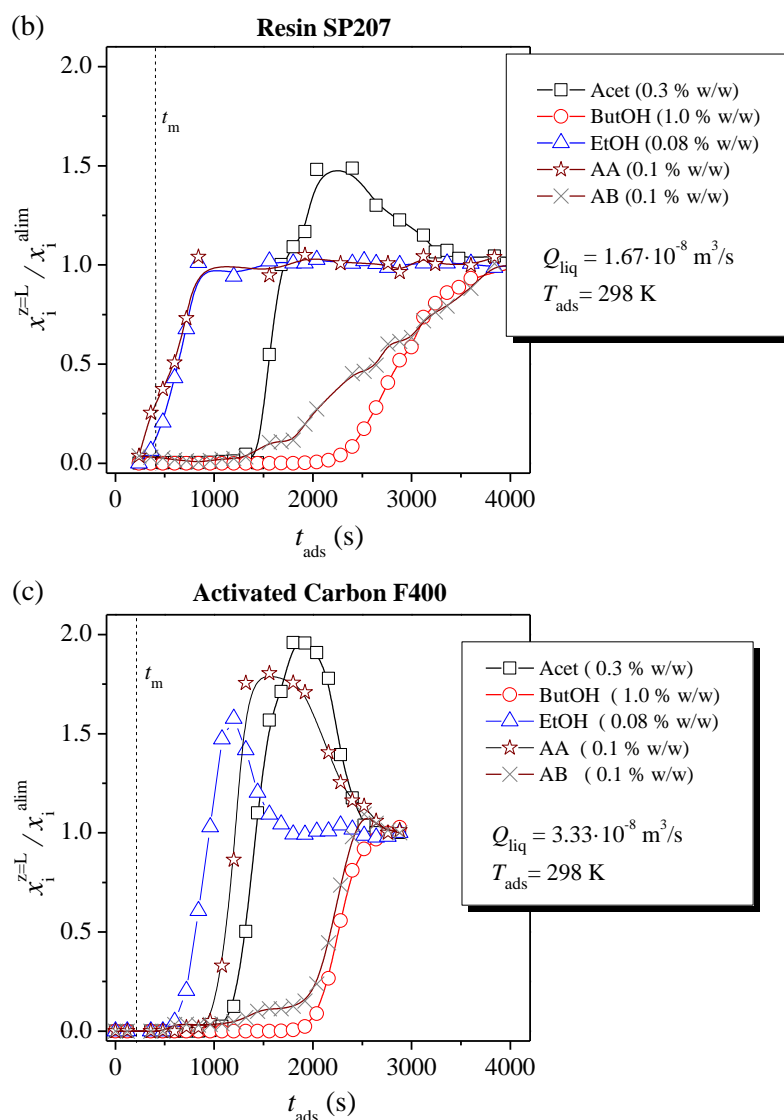 (b)
Resin SP207
2.0
1.5
1.0
0.5
0.0
x_i^{z=L} / x_i^{alim}
t_m
Acet (0.3 % w/w)
ButOH (1.0 % w/w)
EtOH (0.08 % w/w)
AA (0.1 % w/w)
AB (0.1 % w/w)
Q_liq = 1.67·10^-8 m^3/s
T_ads= 298 K
0 1000 2000 3000 4000
t_ads (s)
(c)
Activated Carbon F400
2.0
1.5
1.0
0.5
0.0
x_i^{z=L} / x_i^{alim}
t_m
Acet ( 0.3 % w/w)
ButOH ( 1.0 % w/w)
EtOH ( 0.08 % w/w)
AA ( 0.1 % w/w)
AB ( 0.1 % w/w)
Q_liq = 3.33·10^-8 m^3/s
T_ads= 298 K
0 1000 2000 3000 4000
t_ads (s)